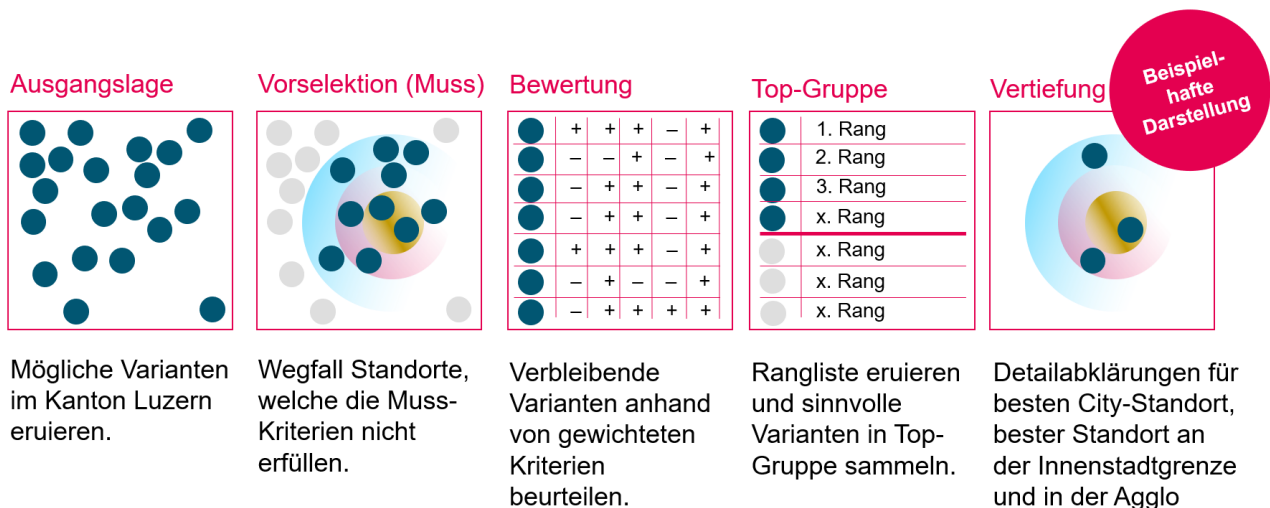 Beispiel-
hafte
Darstellung
Ausgangslage
Vorselektion (Muss)
Bewertung
Top-Gruppe
Vertiefung
+ + + – +
– – + – +
– + + – +
– + + – +
+ + + – +
– + – – +
– + + + +
1. Rang
2. Rang
3. Rang
x. Rang
x. Rang
x. Rang
x. Rang
Mögliche Varianten
im Kanton Luzern
eruieren.
Wegfall Standorte,
welche die Muss-
Kriterien nicht
erfüllen.
Verbleibende
Varianten anhand
von gewichteten
Kriterien
beurteilen.
Rangliste eruieren
und sinnvolle
Varianten in Top-
Gruppe sammeln.
Detailabklärungen für
besten City-Standort,
bester Standort an
der Innenstadtgrenze
und in der Agglo